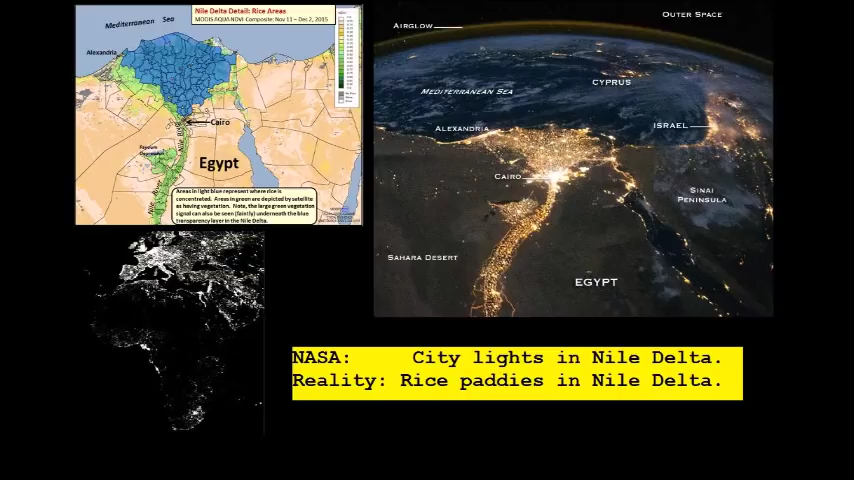 Nile Delta Detail: Rice Areas
MODIS AQUA NDVI Composite: Nov 11 – Dec 2, 2015
Mediterranean Sea
Alexandria
Cairo
Nile River
Fayoum
Depression
Egypt
Areas in light blue represent where rice is
concentrated. Areas in green are depicted by satellite
as having vegetation. Note, the large green vegetation
signal can also be seen (faintly) underneath the blue
transparency layer in the Nile Delta.
OUTER SPACE
AIRGLOW
CYPRUS
MEDITERRANEAN SEA
ISRAEL
ALEXANDRIA
CAIRO
SINAI
PENINSULA
SAHARA DESERT
EGYPT
NASA: City lights in Nile Delta.
Reality: Rice paddies in Nile Delta.